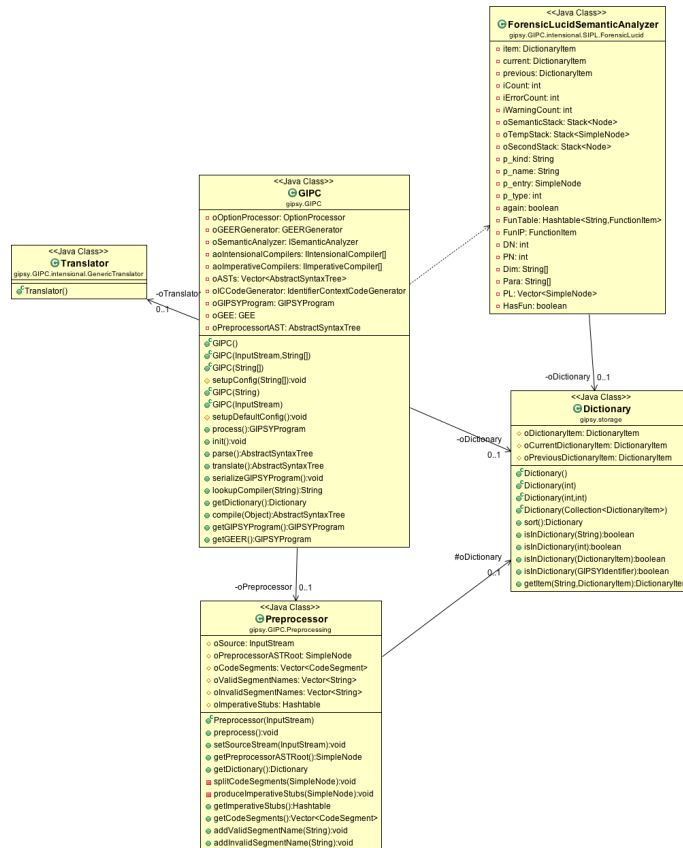 <<Java Class>>
ForensicLucidSemanticAnalyzer
gipsy.GIPC.intensional.SIPL.ForensicLucid
item: DictionaryItem
current: DictionaryItem
previous: DictionaryItem
iCount: int
iErrorCount: int
iWarningCount: int
oSemanticStack: Stack<Node>
oTempStack: Stack<SimpleNode>
oSecondStack: Stack<Node>
p_kind: String
p_name: String
p_entry: SimpleNode
p_type: int
again: boolean
FunTable: Hashtable<String,FunctionItem>
FunIP: FunctionItem
DN: int
PN: int
Dim: String[]
Para: String[]
PL: Vector<SimpleNode>
HasFun: boolean
<<Java Class>>
GIPC
gipsy.GIPC
oOptionProcessor: OptionProcessor
oGEERGenerator: GEERGenerator
oSemanticAnalyzer: ISemanticAnalyzer
aoIntensionalCompilers: IIntensionalCompiler[]
aoImperativeCompilers: IImperativeCompiler[]
oASTs: Vector<AbstractSyntaxTree>
oICCodeGenerator: IdentifierContextCodeGenerator
oGIPSYProgram: GIPSYProgram
oGEE: GEE
oPreprocessortAST: AbstractSyntaxTree
GIPC()
GIPC(InputStream,String[])
GIPC(String[])
setupConfig(String[]):void
GIPC(String)
GIPC(InputStream)
setupDefaultConfig():void
process():GIPSYProgram
init():void
parse():AbstractSyntaxTree
translate():AbstractSyntaxTree
serializeGIPSYProgram():void
lookupCompiler(String):String
getDictionary():Dictionary
compile(Object):AbstractSyntaxTree
getGIPSYProgram():GIPSYProgram
getGEER():GIPSYProgram
<<Java Class>>
Translator
gipsy.GIPC.intensional.GenericTranslator
Translator()
-oTranslator
0..1
-oDictionary 0..1
<<Java Class>>
Dictionary
gipsy.storage
oDictionaryItem: DictionaryItem
oCurrentDictionaryItem: DictionaryItem
oPreviousDictionaryItem: DictionaryItem
Dictionary()
Dictionary(int)
Dictionary(int,int)
Dictionary(Collection<DictionaryItem>)
sort():Dictionary
isInDictionary(String):boolean
isInDictionary(int):boolean
isInDictionary(DictionaryItem):boolean
isInDictionary(GIPSYIdentifier):boolean
getItem(String,DictionaryItem):DictionaryIte
-oDictionary
0..1
#oDictionary
0..1
-oPreprocessor 0..1
<<Java Class>>
Preprocessor
gipsy.GIPC.Preprocessing
oSource: InputStream
oPreprocessorASTRoot: SimpleNode
oCodeSegments: Vector<CodeSegment>
oValidSegmentNames: Vector<String>
oInvalidSegmentNames: Vector<String>
oImperativeStubs: Hashtable
Preprocessor(InputStream)
preprocess():void
setSourceStream(InputStream):void
getPreprocessorASTRoot():SimpleNode
getDictionary():Dictionary
splitCodeSegments(SimpleNode):void
produceImperativeStubs(SimpleNode):void
getImperativeStubs():Hashtable
getCodeSegments():Vector<CodeSegment>
addValidSegmentName(String):void
addInvalidSegmentName(String):void